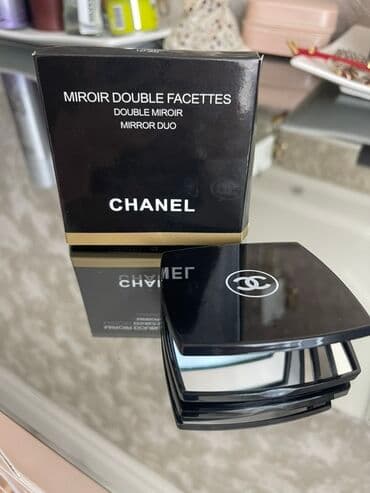 MIROIR DOUBLE FACETTES
DOUBLE MIROIR
MIRROR DUO
CHANEL